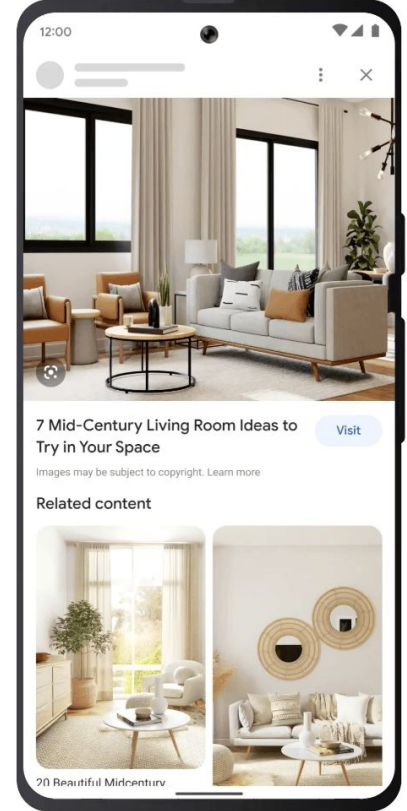 12:00
7 Mid-Century Living Room Ideas to
Try in Your Space
Visit
Images may be subject to copyright. Learn more
Related content
20 Beautiful Midcentury